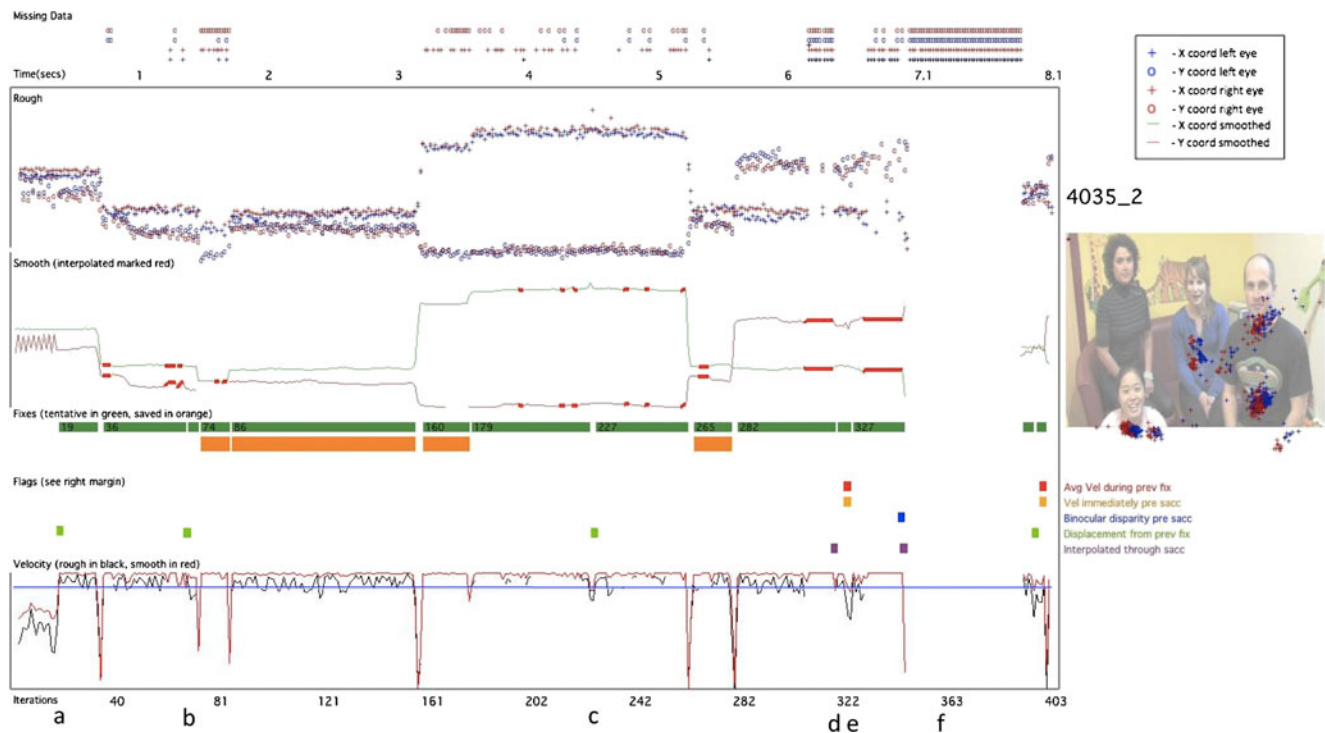 Missing Data
Time(secs) 1 2 3 4 5 6 7.1 8.1
Rough
Smooth (interpolated marked red)
Fixes (tentative in green, saved in orange)
19 36 74 86 160 179 227 265 282 327
Flags (see right margin)
Velocity (rough in black, smooth in red)
Iterations 40 81 121 161 202 242 282 322 363 403
a b c d e f
+ - X coord left eye
o - Y coord left eye
+ - X coord right eye
o - Y coord right eye
- X coord smoothed
- Y coord smoothed
4035_2
Avg Vel during prev fix
Vel immediately pre sacc
Binocular disparity pre sacc
Displacement from prev fix
Interpolated through sacc